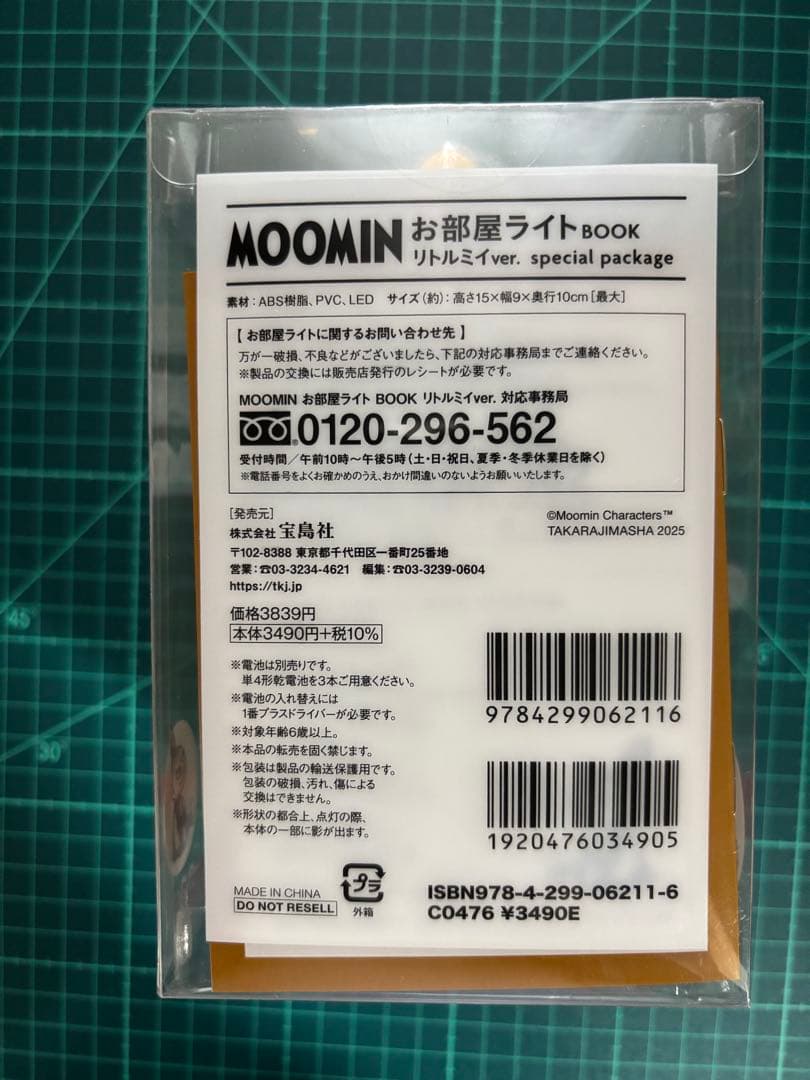 MOOMIN お部屋ライトBOOK
リトルミイver. special package
素材：ABS樹脂、PVC、LED サイズ（約）：高さ15×幅9×奥行10cm［最大］
【 お部屋ライトに関するお問い合わせ先 】
万が一破損、不良などがございましたら、下記の対応事務局までご連絡ください。
※製品の交換には販売店発行のレシートが必要です。
MOOMIN お部屋ライト BOOK リトルミイver. 対応事務局
0120-296-562
受付時間／午前10時〜午後5時（土・日・祝日、夏季・冬季休業日を除く）
※電話番号をよくお確かめのうえ、おかけ間違いのないようお願いいたします。
［発売元］
株式会社 宝島社
〒102-8388 東京都千代田区一番町25番地
営業：☎03-3234-4621 編集：☎03-3239-0604
https://tkj.jp
©Moomin Characters™
TAKARAJIMASHA 2025
価格3839円
本体3490円+税10%
※電池は別売りです。
単4形乾電池を3本ご用意ください。
※電池の入れ替えには
1番プラスドライバーが必要です。
※対象年齢6歳以上。
※本品の転売を固く禁じます。
※包装は製品の輸送保護用です。
包装の破損、汚れ、傷による
交換はできません。
※形状の都合上、点灯の際、
本体の一部に影が出ます。
9784299062116
1920476034905
MADE IN CHINA
DO NOT RESELL
プラ
外箱
ISBN978-4-299-06211-6
C0476 ¥3490E